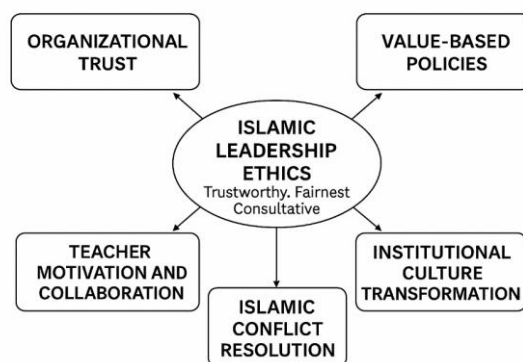 ORGANIZATIONAL
TRUST
VALUE-BASED
POLICIES
ISLAMIC
LEADERSHIP
ETHICS
Trustworthy. Fairnest
Consultative
TEACHER
MOTIVATION AND
COLLABORATION
ISLAMIC
CONFLICT
RESOLUTION
INSTITUTIONAL
CULTURE
TRANSFORMATION